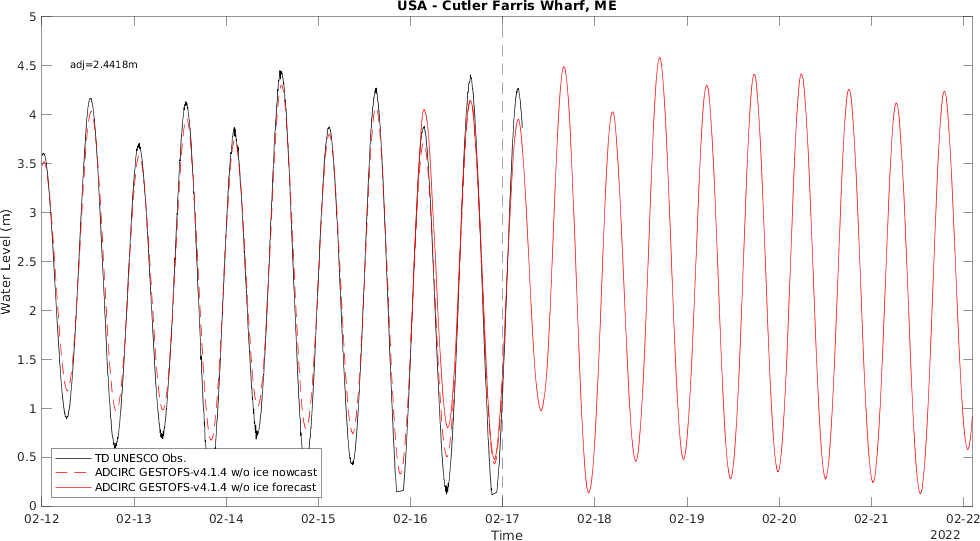 USA - Cutler Farris Wharf, ME
5
4.5
4
3.5
3
2.5
2
1.5
1
0.5
0
Water Level (m)
adj=2.4418m
TD UNESCO Obs.
ADCIRC GESTOFS-v4.1.4 w/o ice nowcast
ADCIRC GESTOFS-v4.1.4 w/o ice forecast
02-12 02-13 02-14 02-15 02-16 02-17 02-18 02-19 02-20 02-21 02-22
Time
2022